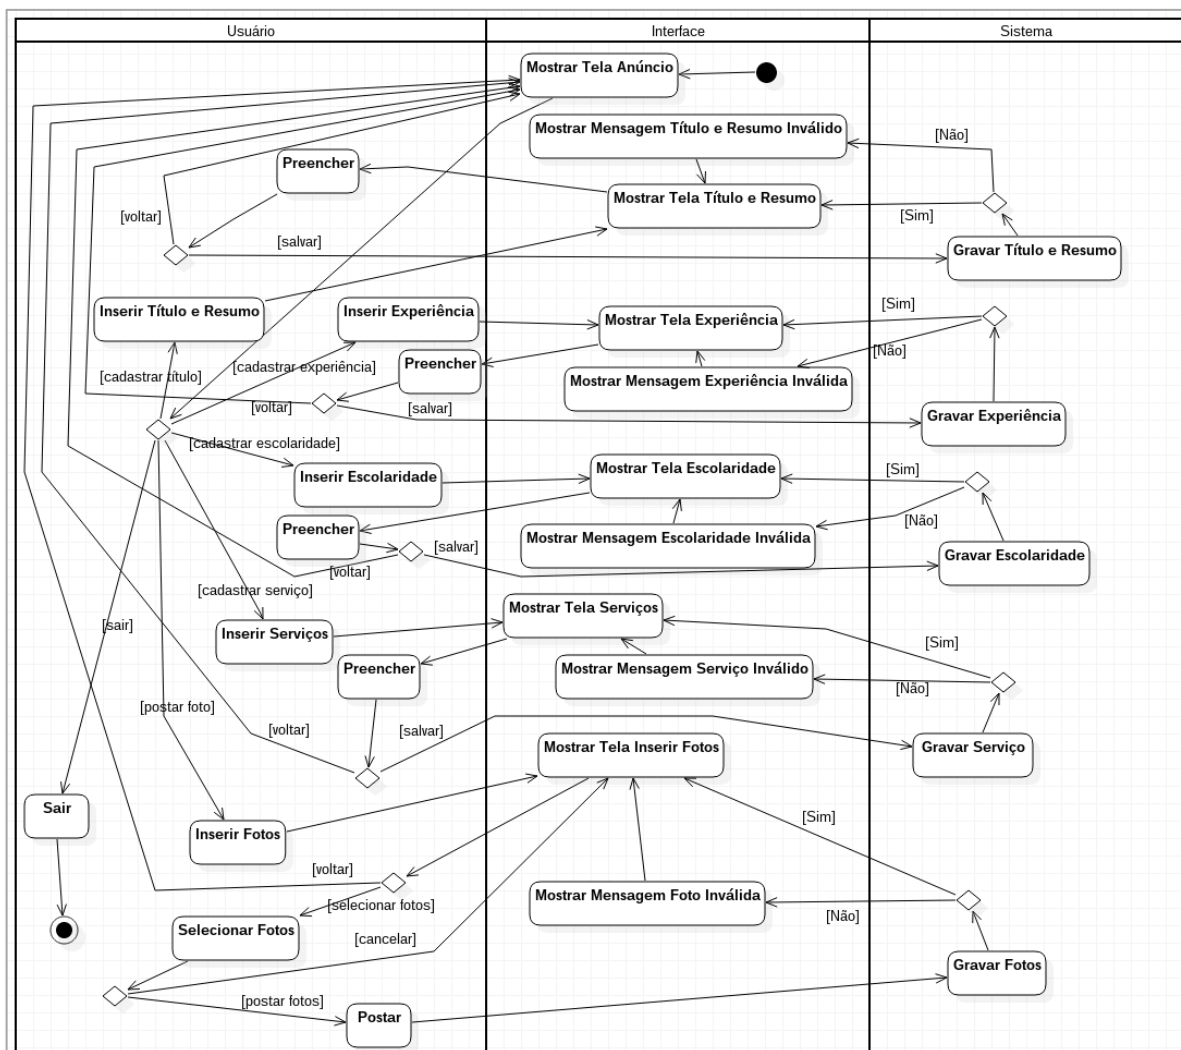 Usuário
Interface
Sistema
Mostrar Tela Anúncio
Mostrar Mensagem Título e Resumo Inválido
[Não]
Preencher
Mostrar Tela Título e Resumo
[voltar]
[salvar]
[Sim]
Gravar Título e Resumo
Inserir Título e Resumo
Inserir Experiência
Mostrar Tela Experiência
[Sim]
[cadastrar título]
[cadastrar experiência]
Preencher
[Não]
Mostrar Mensagem Experiência Inválida
[voltar]
[salvar]
Gravar Experiência
[cadastrar escolaridade]
Inserir Escolaridade
Mostrar Tela Escolaridade
[Sim]
Preencher
Mostrar Mensagem Escolaridade Inválida
[Não]
[voltar]
[salvar]
Gravar Escolaridade
[cadastrar serviço]
Mostrar Tela Serviços
[sair]
Inserir Serviços
[Sim]
Preencher
Mostrar Mensagem Serviço Inválido
[Não]
[postar foto]
[voltar]
[salvar]
Mostrar Tela Inserir Fotos
Gravar Serviço
Sair
Inserir Fotos
[Sim]
[voltar]
[selecionar fotos]
Mostrar Mensagem Foto Inválida
[Não]
Selecionar Fotos
[cancelar]
Gravar Fotos
[postar fotos]
Postar